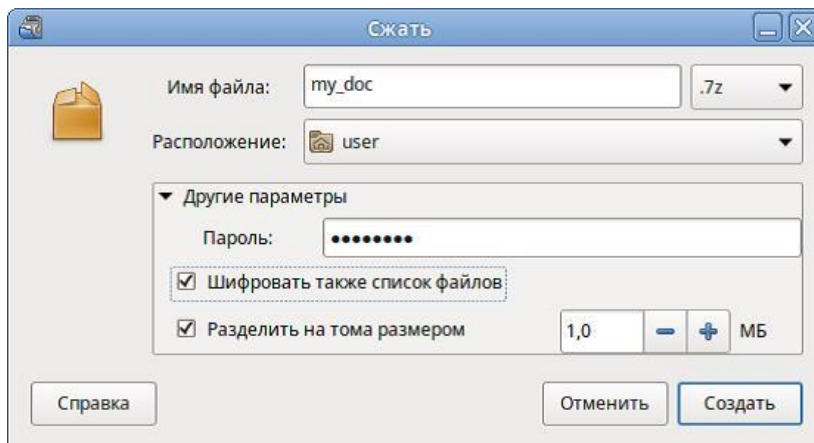 Сжать
Имя файла: my_doc .7z
Расположение: user
Другие параметры
Пароль: ••••••••
Шифровать также список файлов
Разделить на тома размером 1,0 МБ
Справка Отменить Создать